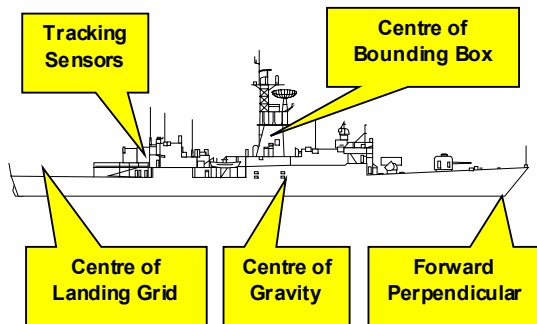 Tracking
Sensors
Centre of
Bounding Box
Centre of
Landing Grid
Centre of
Gravity
Forward
Perpendicular